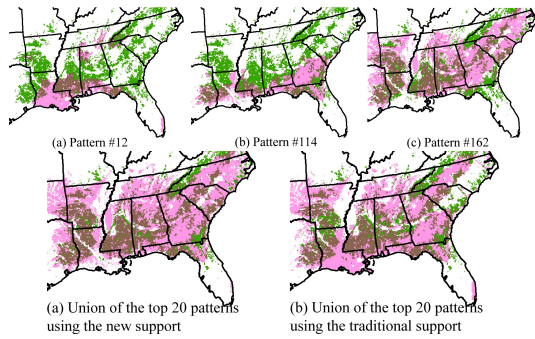 (a) Pattern #12
(b) Pattern #114
(c) Pattern #162
(a) Union of the top 20 patterns
using the new support
(b) Union of the top 20 patterns
using the traditional support